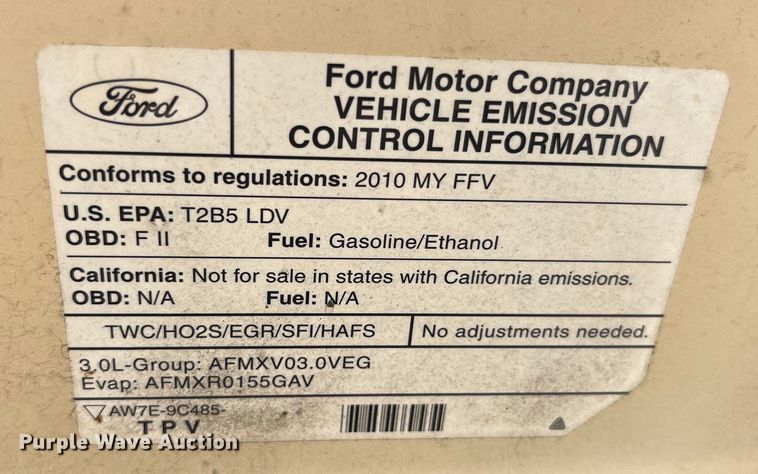 Ford
Ford Motor Company
VEHICLE EMISSION
CONTROL INFORMATION
Conforms to regulations: 2010 MY FFV
U.S. EPA: T2B5 LDV
OBD: F II Fuel: Gasoline/Ethanol
California: Not for sale in states with California emissions.
OBD: N/A Fuel: N/A
TWC/HO2S/EGR/SFI/HAFS No adjustments needed.
3.0L-Group: AFMXV03.0VEG
Evap: AFMXR0155GAV
AW7E-9C485-
T P V
Purple Wave Auction